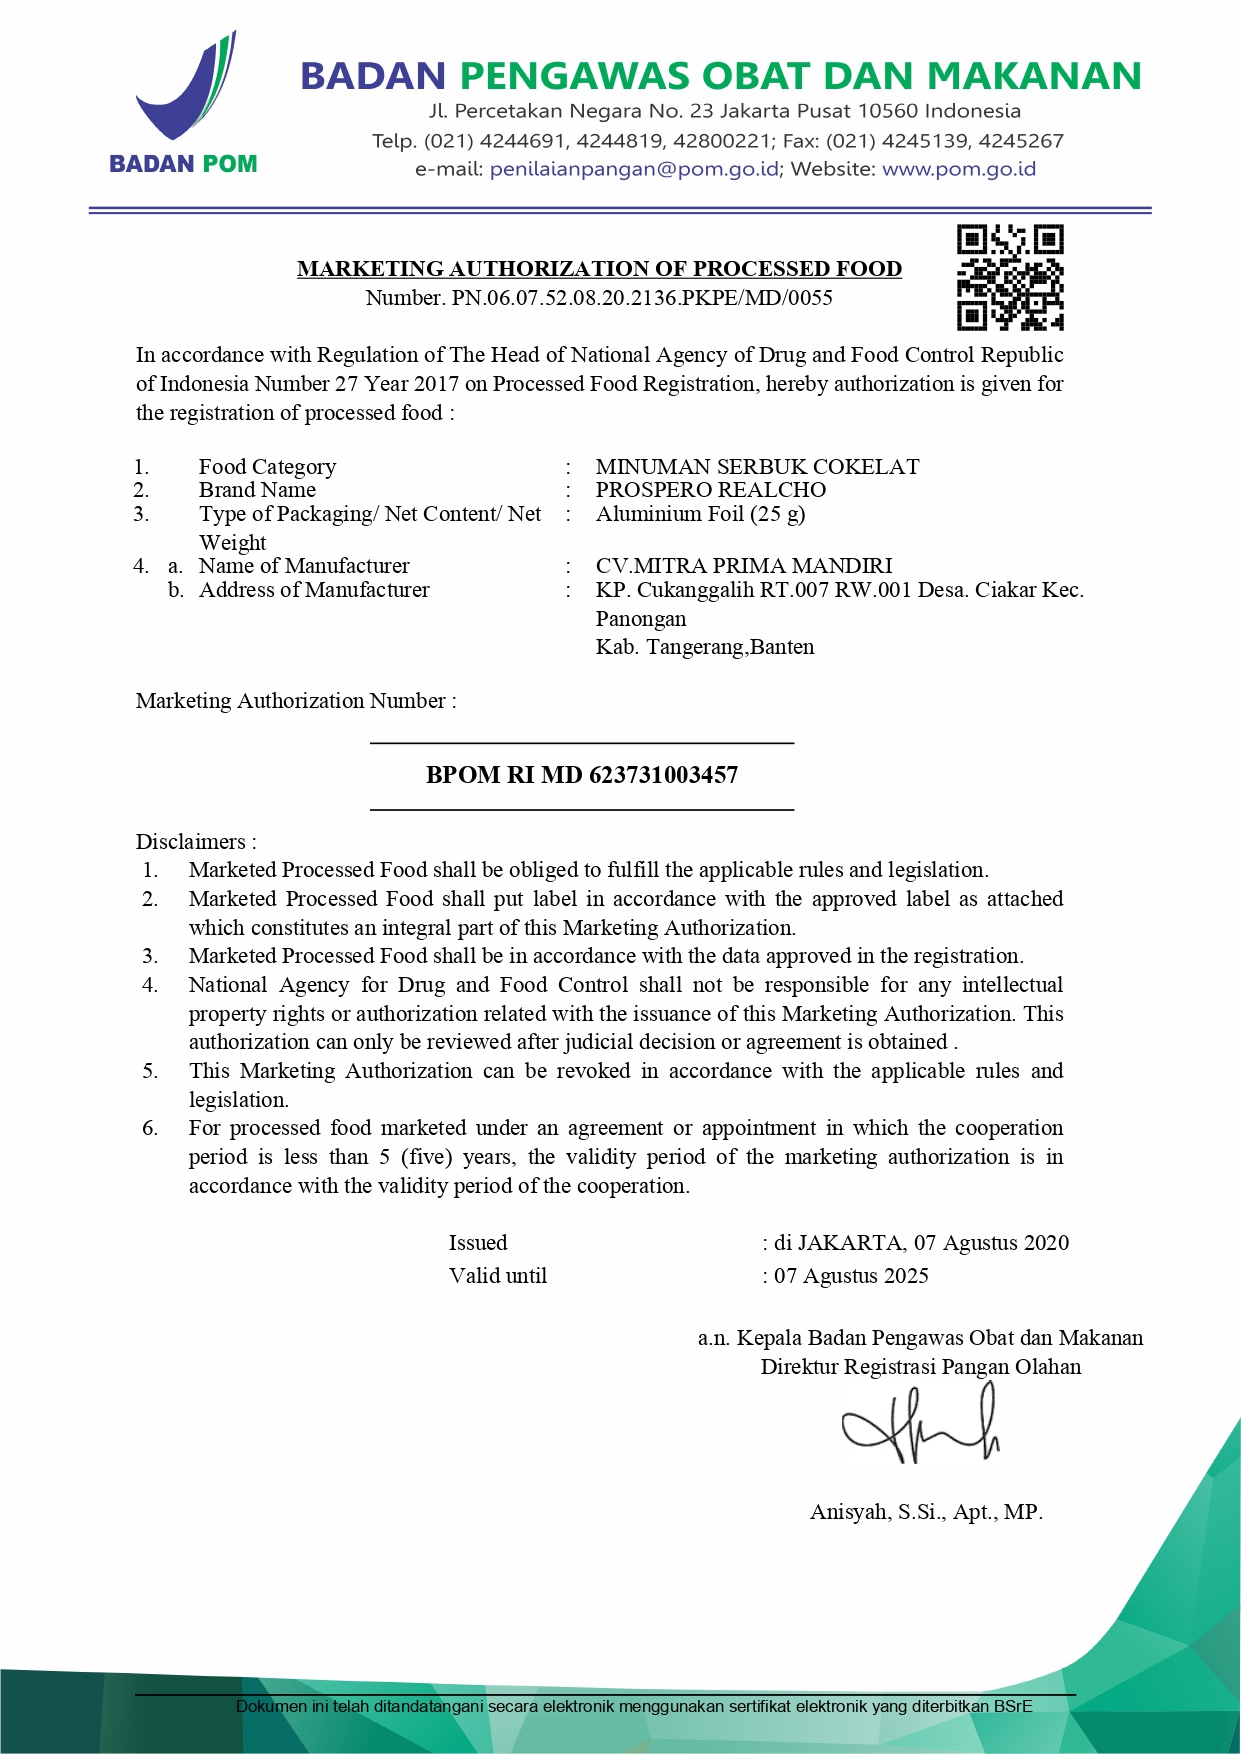 BADAN POM
BADAN PENGAWAS OBAT DAN MAKANAN
Jl. Percetakan Negara No. 23 Jakarta Pusat 10560 Indonesia
Telp. (021) 4244691, 4244819, 42800221; Fax: (021) 4245139, 4245267
e-mail: penilaianpangan@pom.go.id; Website: www.pom.go.id
MARKETING AUTHORIZATION OF PROCESSED FOOD
Number. PN.06.07.52.08.20.2136.PKPE/MD/0055
In accordance with Regulation of The Head of National Agency of Drug and Food Control Republic
of Indonesia Number 27 Year 2017 on Processed Food Registration, hereby authorization is given for
the registration of processed food :
1. Food Category : MINUMAN SERBUK COKELAT
2. Brand Name : PROSPERO REALCHO
3. Type of Packaging/ Net Content/ Net : Aluminium Foil (25 g)
Weight
4. a. Name of Manufacturer : CV.MITRA PRIMA MANDIRI
b. Address of Manufacturer : KP. Cukanggalih RT.007 RW.001 Desa. Ciakar Kec.
Panongan
Kab. Tangerang,Banten
Marketing Authorization Number :
BPOM RI MD 623731003457
Disclaimers :
1. Marketed Processed Food shall be obliged to fulfill the applicable rules and legislation.
2. Marketed Processed Food shall put label in accordance with the approved label as attached
which constitutes an integral part of this Marketing Authorization.
3. Marketed Processed Food shall be in accordance with the data approved in the registration.
4. National Agency for Drug and Food Control shall not be responsible for any intellectual
property rights or authorization related with the issuance of this Marketing Authorization. This
authorization can only be reviewed after judicial decision or agreement is obtained .
5. This Marketing Authorization can be revoked in accordance with the applicable rules and
legislation.
6. For processed food marketed under an agreement or appointment in which the cooperation
period is less than 5 (five) years, the validity period of the marketing authorization is in
accordance with the validity period of the cooperation.
Issued : di JAKARTA, 07 Agustus 2020
Valid until : 07 Agustus 2025
a.n. Kepala Badan Pengawas Obat dan Makanan
Direktur Registrasi Pangan Olahan
Anisyah, S.Si., Apt., MP.
Dokumen ini telah ditandatangani secara elektronik menggunakan sertifikat elektronik yang diterbitkan BSrE